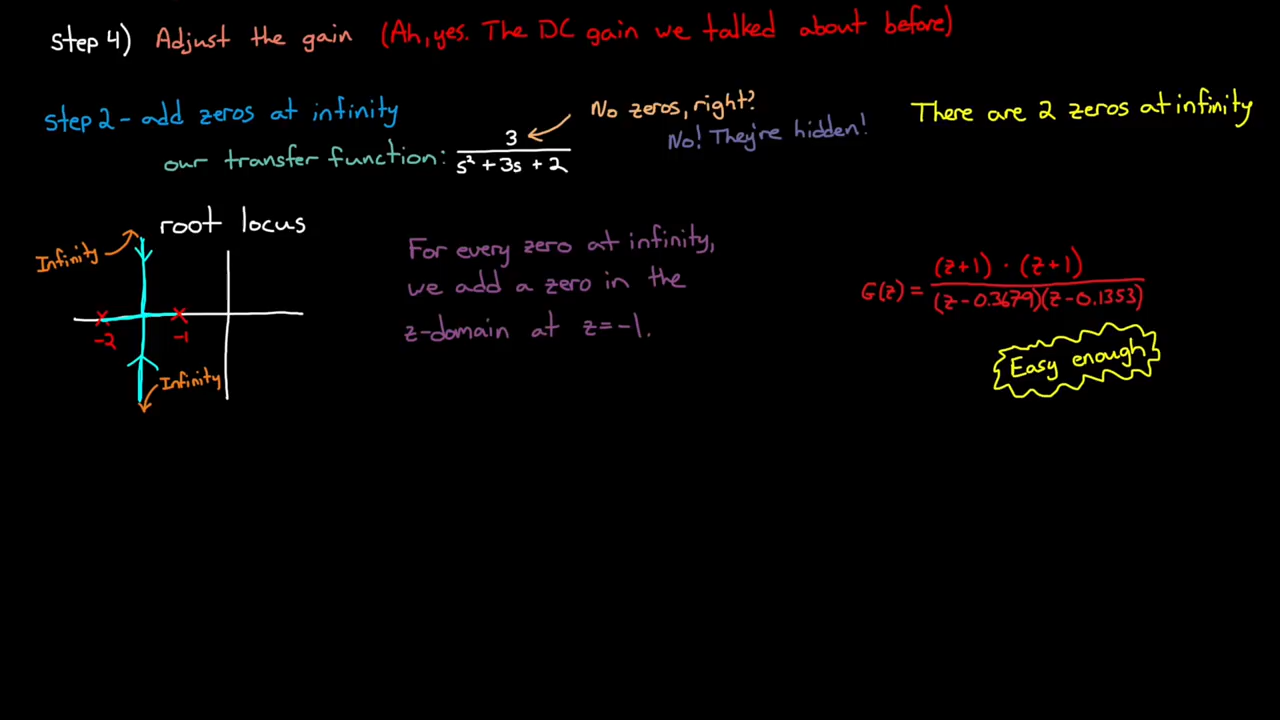 step 4) Adjust the gain (Ah, yes. The DC gain we talked about before)
step 2 - add zeros at infinity
No zeros, right?
No! They're hidden!
There are 2 zeros at infinity
our transfer function: 3 / (s² + 3s + 2)
root locus
Infinity
-2
-1
Infinity
For every zero at infinity,
we add a zero in the
z-domain at z = -1.
G(z) = (z+1) · (z+1) / (z-0.3679)(z-0.1353)
Easy enough